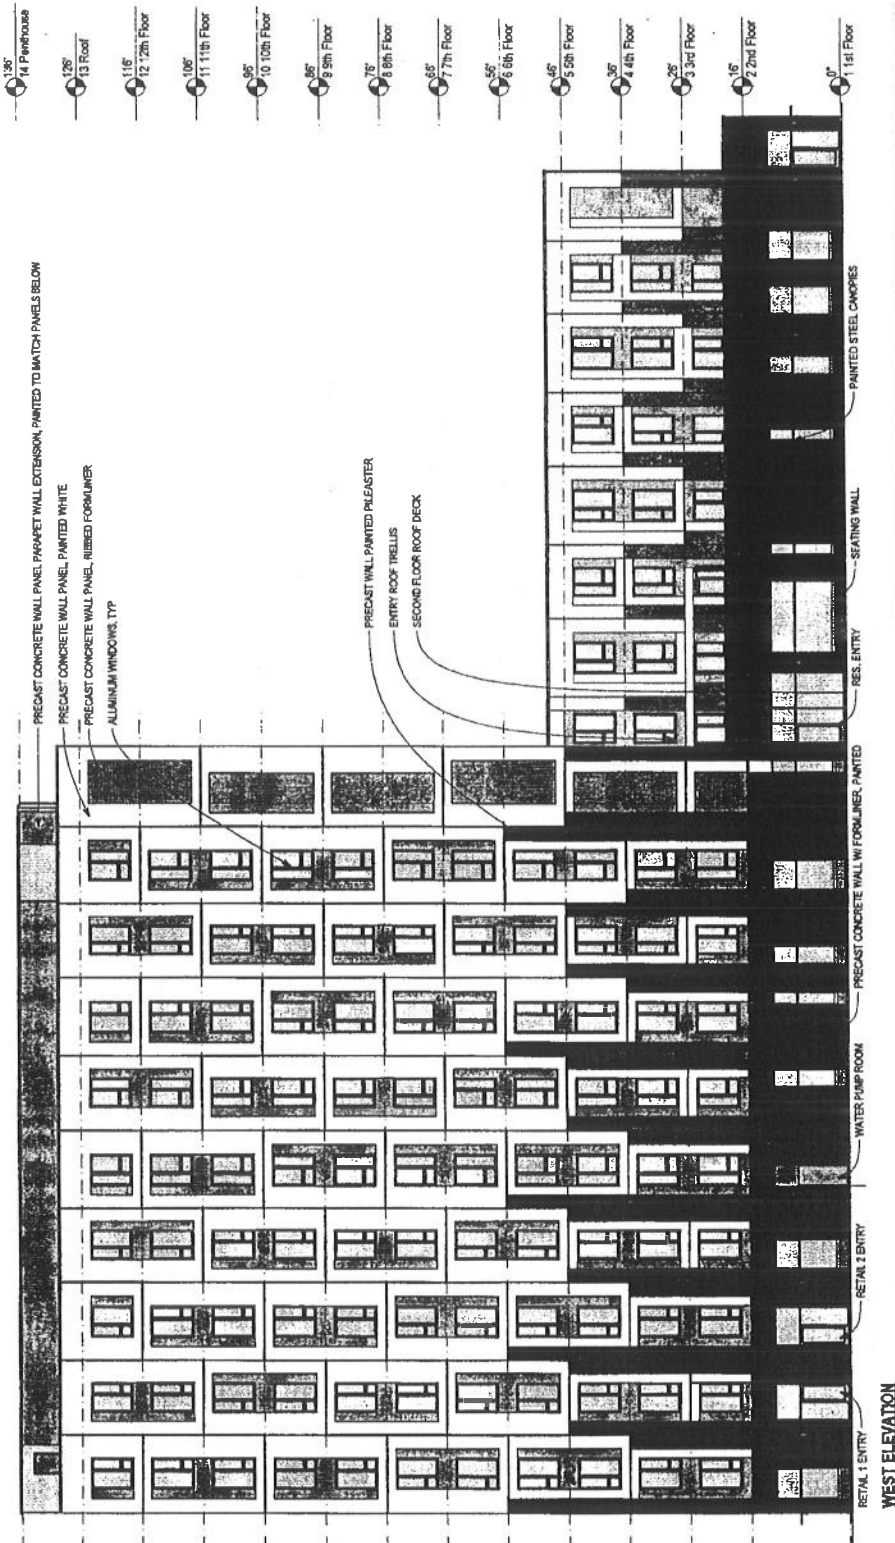 136'
14 Penthouse
126'
13 Roof
116'
12 12th Floor
106'
11 11th Floor
96'
10 10th Floor
86'
9 9th Floor
76'
8 8th Floor
66'
7 7th Floor
56'
6 6th Floor
46'
5 5th Floor
36'
4 4th Floor
26'
3 3rd Floor
16'
2 2nd Floor
0"
1 1st Floor
PRECAST CONCRETE WALL PANEL PARAPET WALL EXTENSION, PAINTED TO MATCH PANELS BELOW
PRECAST CONCRETE WALL PANEL, PAINTED WHITE
PRECAST CONCRETE WALL PANEL, RIBBED FORMLINER
ALUMINUM WINDOWS, TYP
PRECAST WALL PAINTED PILEASTER
ENTRY ROOF TRELLIS
SECOND FLOOR ROOF DECK
RETAIL 1 ENTRY
RETAIL 2 ENTRY
WATER PUMP ROOM
PRECAST CONCRETE WALL W/ FORMLINER, PAINTED
RES. ENTRY
SEATING WALL
PAINTED STEEL CANOPIES
WEST ELEVATION